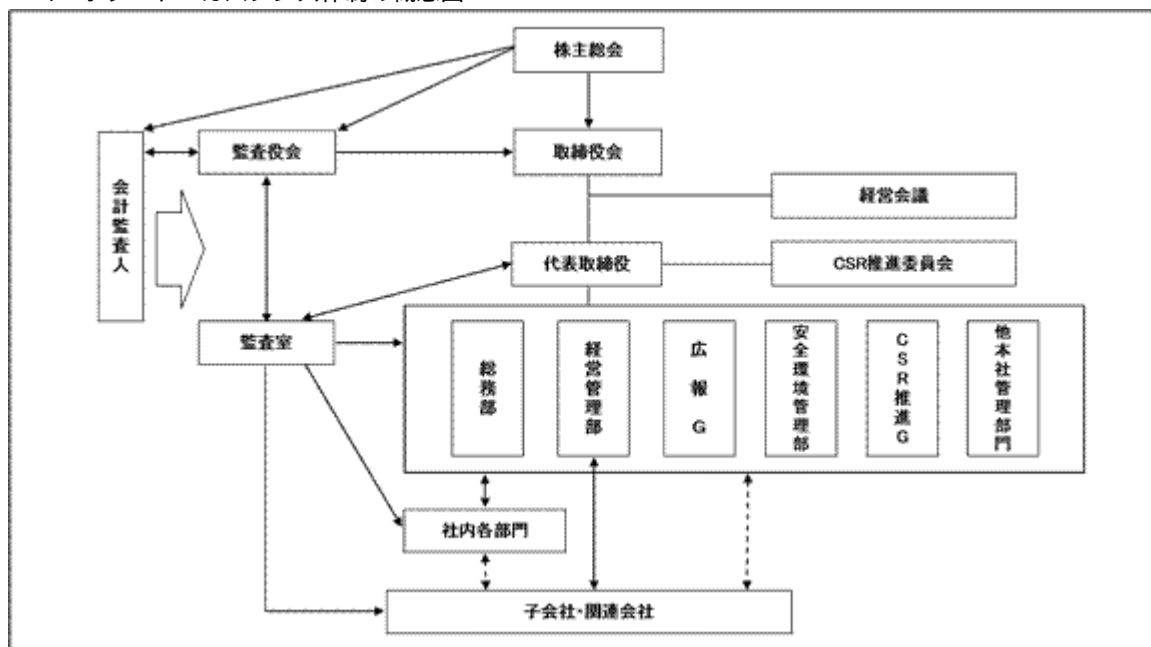 株主総会
監査役会
取締役会
会計監査人
経営会議
代表取締役
CSR推進委員会
監査室
総務部
経営管理部
広報G
安全環境管理部
CSR推進G
他本社管理部門
社内各部門
子会社・関連会社